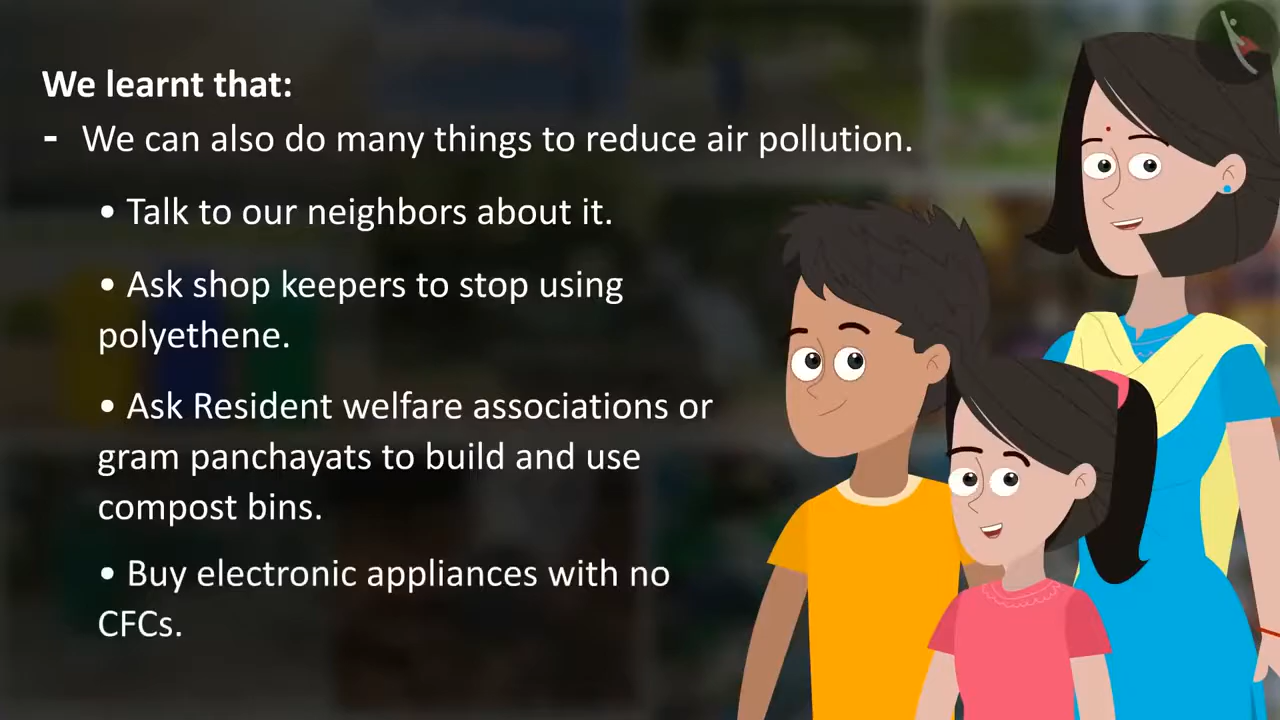 We learnt that:
- We can also do many things to reduce air pollution.
• Talk to our neighbors about it.
• Ask shop keepers to stop using
polyethene.
• Ask Resident welfare associations or
gram panchayats to build and use
compost bins.
• Buy electronic appliances with no
CFCs.